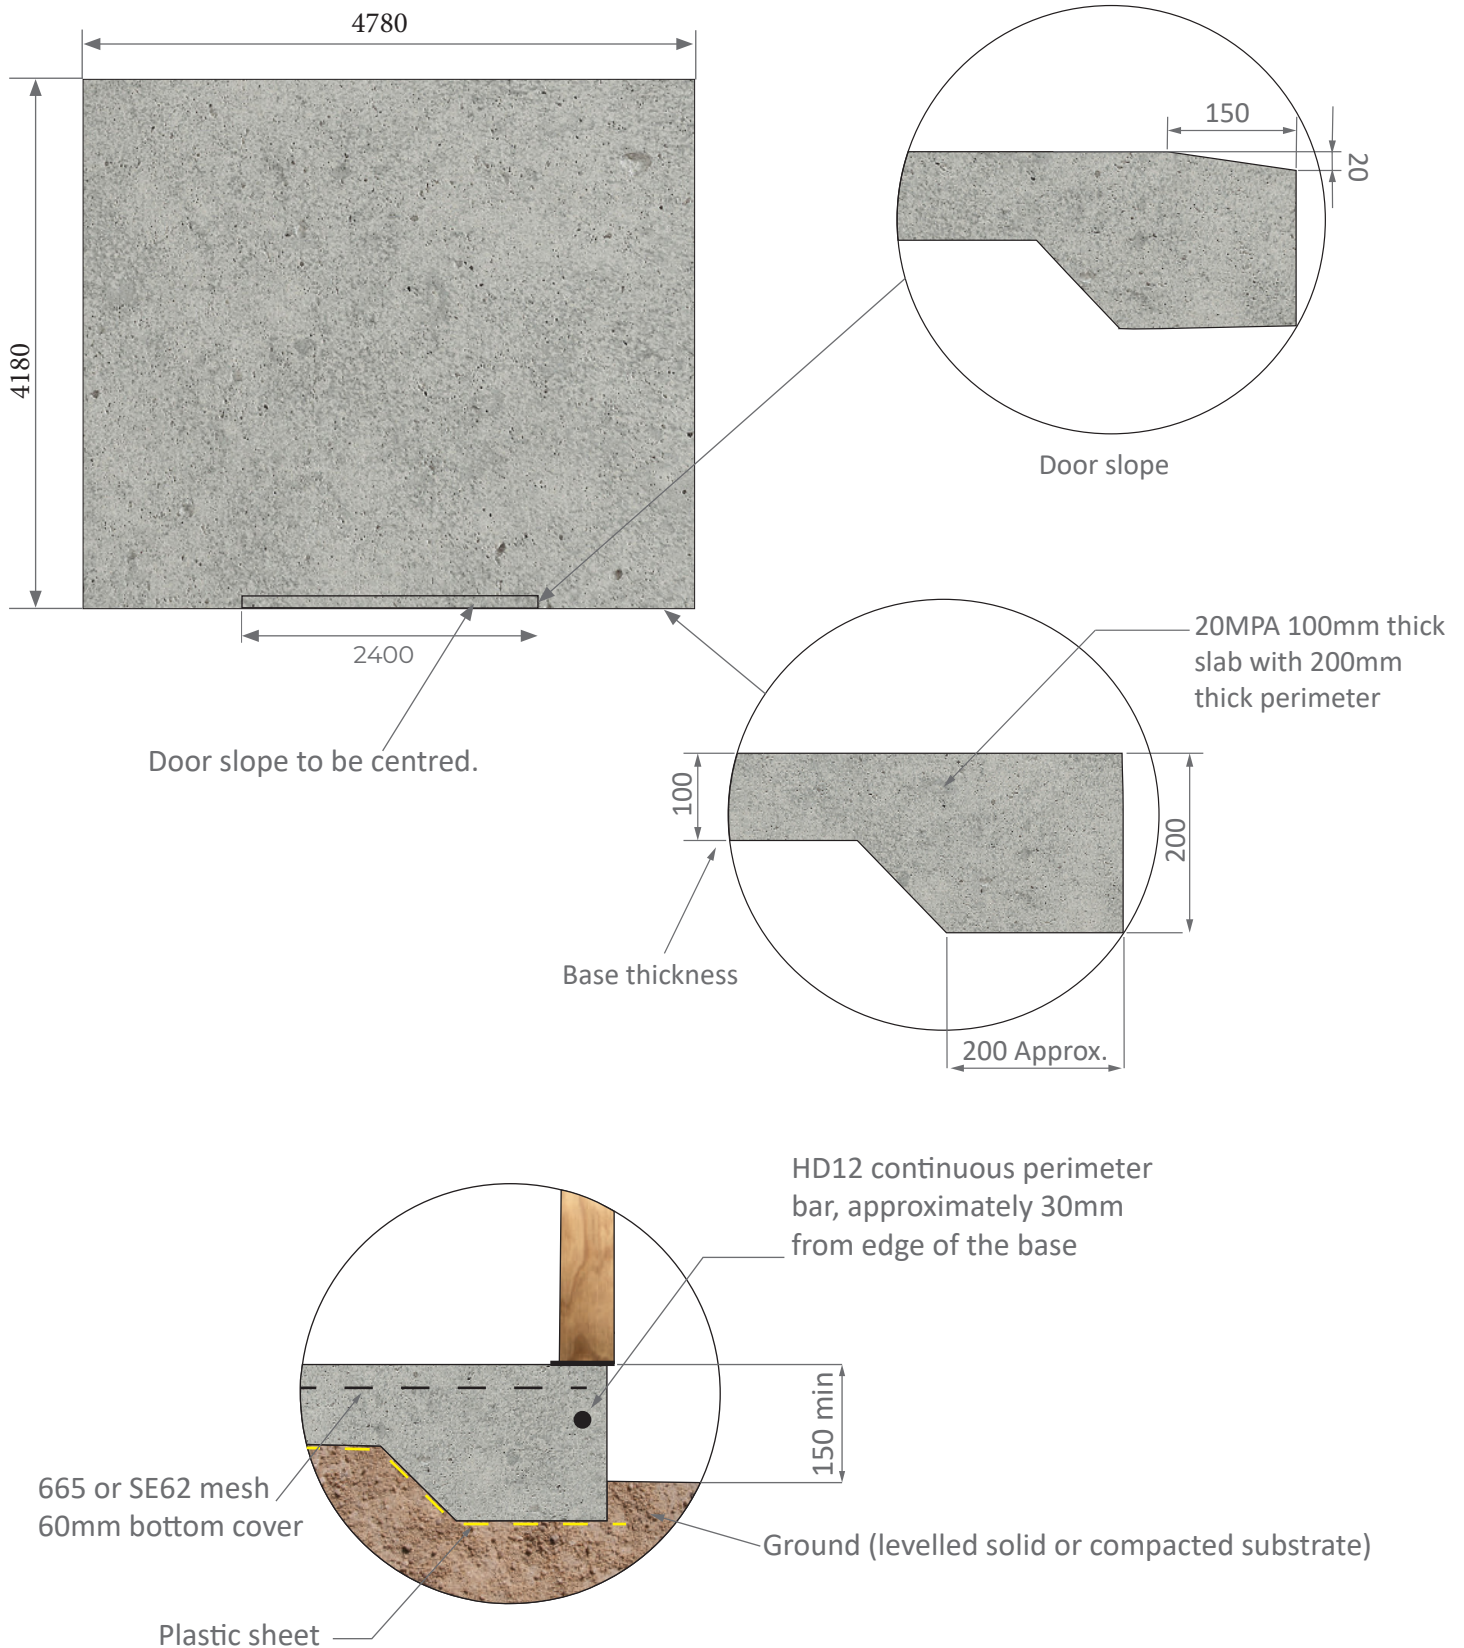 4780
4180
2400
Door slope to be centred.
150
20
Door slope
20MPA 100mm thick
slab with 200mm
thick perimeter
100
200
Base thickness
200 Approx.
HD12 continuous perimeter
bar, approximately 30mm
from edge of the base
150 min
665 or SE62 mesh
60mm bottom cover
Ground (levelled solid or compacted substrate)
Plastic sheet